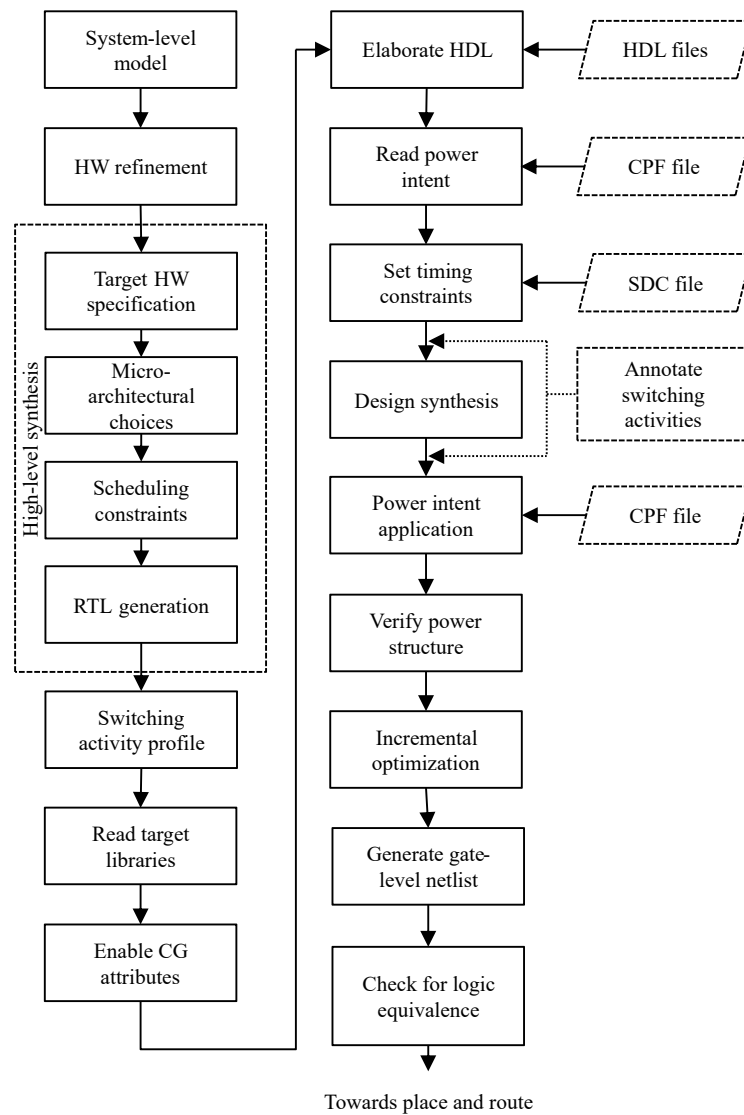 System-level
model
HW refinement
High-level synthesis
Target HW
specification
Micro-
architectural
choices
Scheduling
constraints
RTL generation
Switching
activity profile
Read target
libraries
Enable CG
attributes
Elaborate HDL
HDL files
Read power
intent
CPF file
Set timing
constraints
SDC file
Design synthesis
Annotate
switching
activities
Power intent
application
CPF file
Verify power
structure
Incremental
optimization
Generate gate-
level netlist
Check for logic
equivalence
Towards place and route